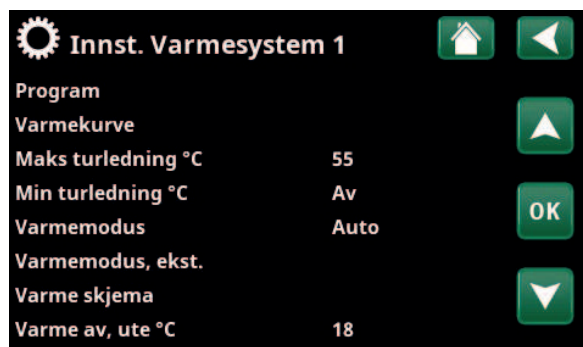 Innst. Varmesystem 1
Program
Varmekurve
Maks turledning °C 55
Min turledning °C Av
Varmemodus Auto
OK
Varmemodus, ekst.
Varme skjema
Varme av, ute °C 18